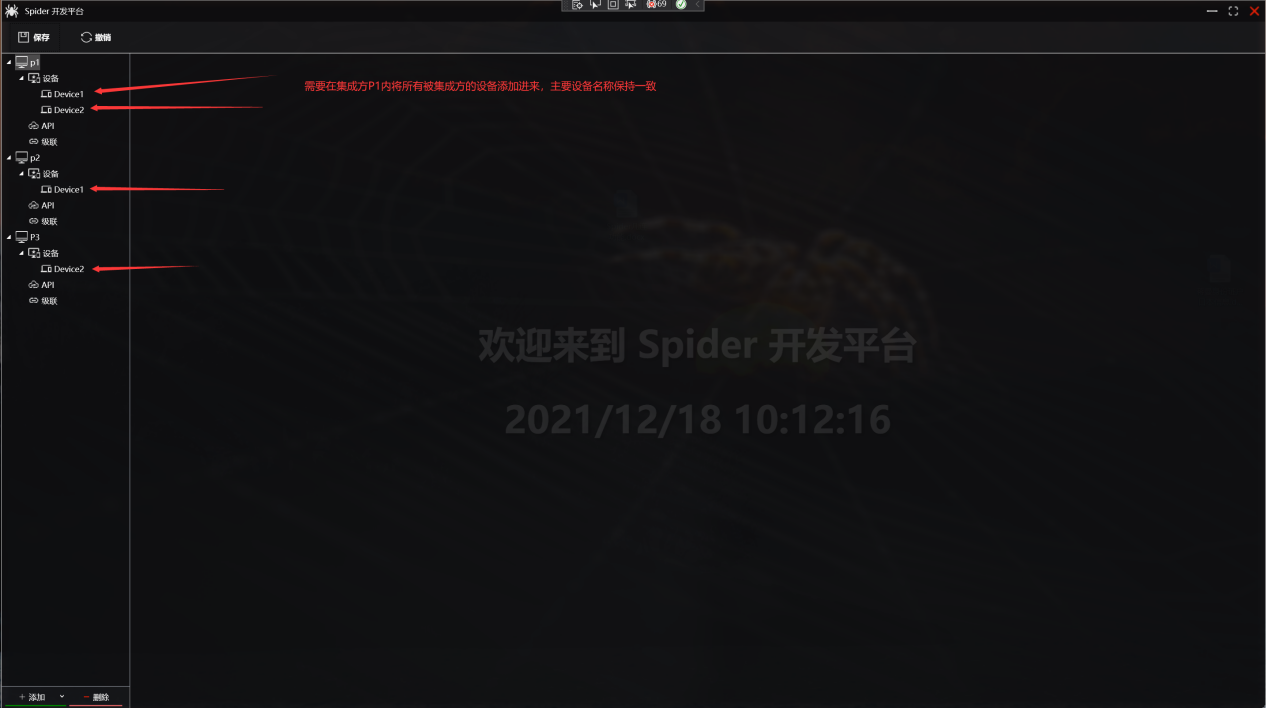 Spider 开发平台
69
保存
撤销
p1
需要在集成方P1内将所有被集成方的设备添加进来，主要设备名称保持一致
设备
Device1
Device2
API
级联
p2
设备
Device1
API
级联
P3
设备
Device2
API
级联
欢迎来到 Spider 开发平台
2021/12/18 10:12:16
+ 添加
− 删除